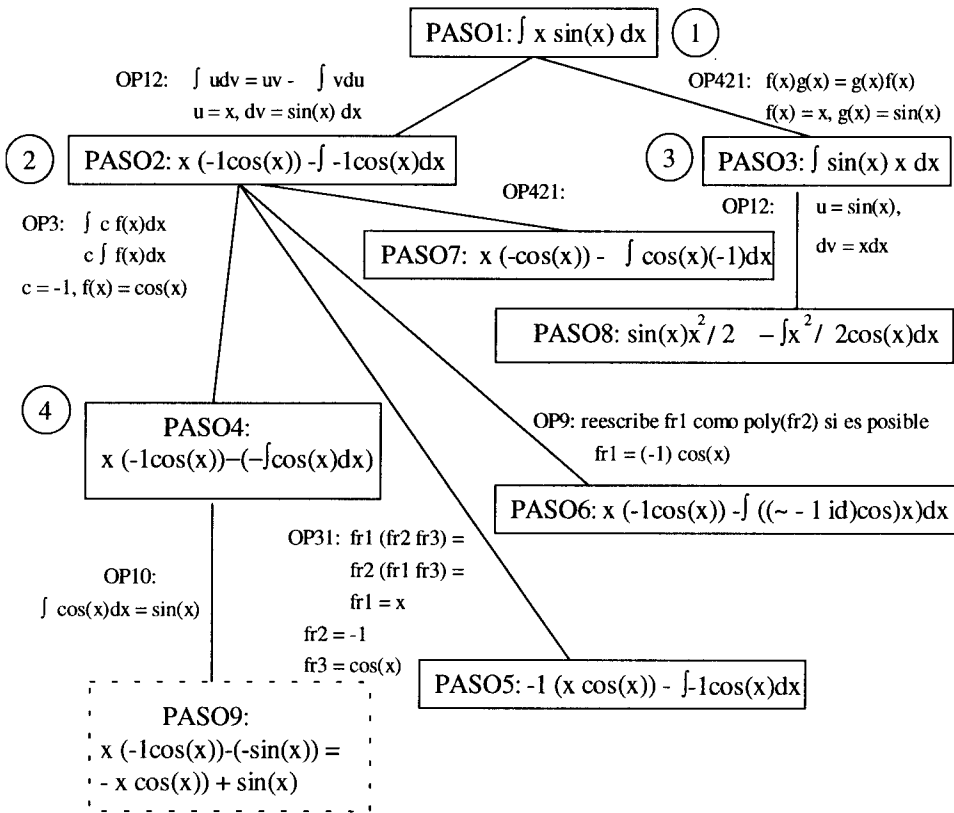 PASO1: ∫ x sin(x) dx
1
OP12: ∫ udv = uv - ∫ vdu
u = x, dv = sin(x) dx
OP421: f(x)g(x) = g(x)f(x)
f(x) = x, g(x) = sin(x)
2
PASO2: x (-1cos(x)) -∫ -1cos(x)dx
3
PASO3: ∫ sin(x) x dx
OP3: ∫ c f(x)dx
c ∫ f(x)dx
c = -1, f(x) = cos(x)
OP421:
PASO7: x (-cos(x)) - ∫ cos(x)(-1)dx
OP12: u = sin(x),
dv = xdx
PASO8: sin(x)x²/ 2 –∫x²/ 2cos(x)dx
4
PASO4:
x (-1cos(x))–(–∫cos(x)dx)
OP9: reescribe fr1 como poly(fr2) si es posible
fr1 = (-1) cos(x)
PASO6: x (-1cos(x)) -∫ ((~ - 1 id)cos)x)dx
OP31: fr1 (fr2 fr3) =
fr2 (fr1 fr3) =
fr1 = x
fr2 = -1
fr3 = cos(x)
OP10:
∫ cos(x)dx = sin(x)
PASO5: -1 (x cos(x)) - ∫-1cos(x)dx
PASO9:
x (-1cos(x))-(-sin(x)) =
- x cos(x)) + sin(x)